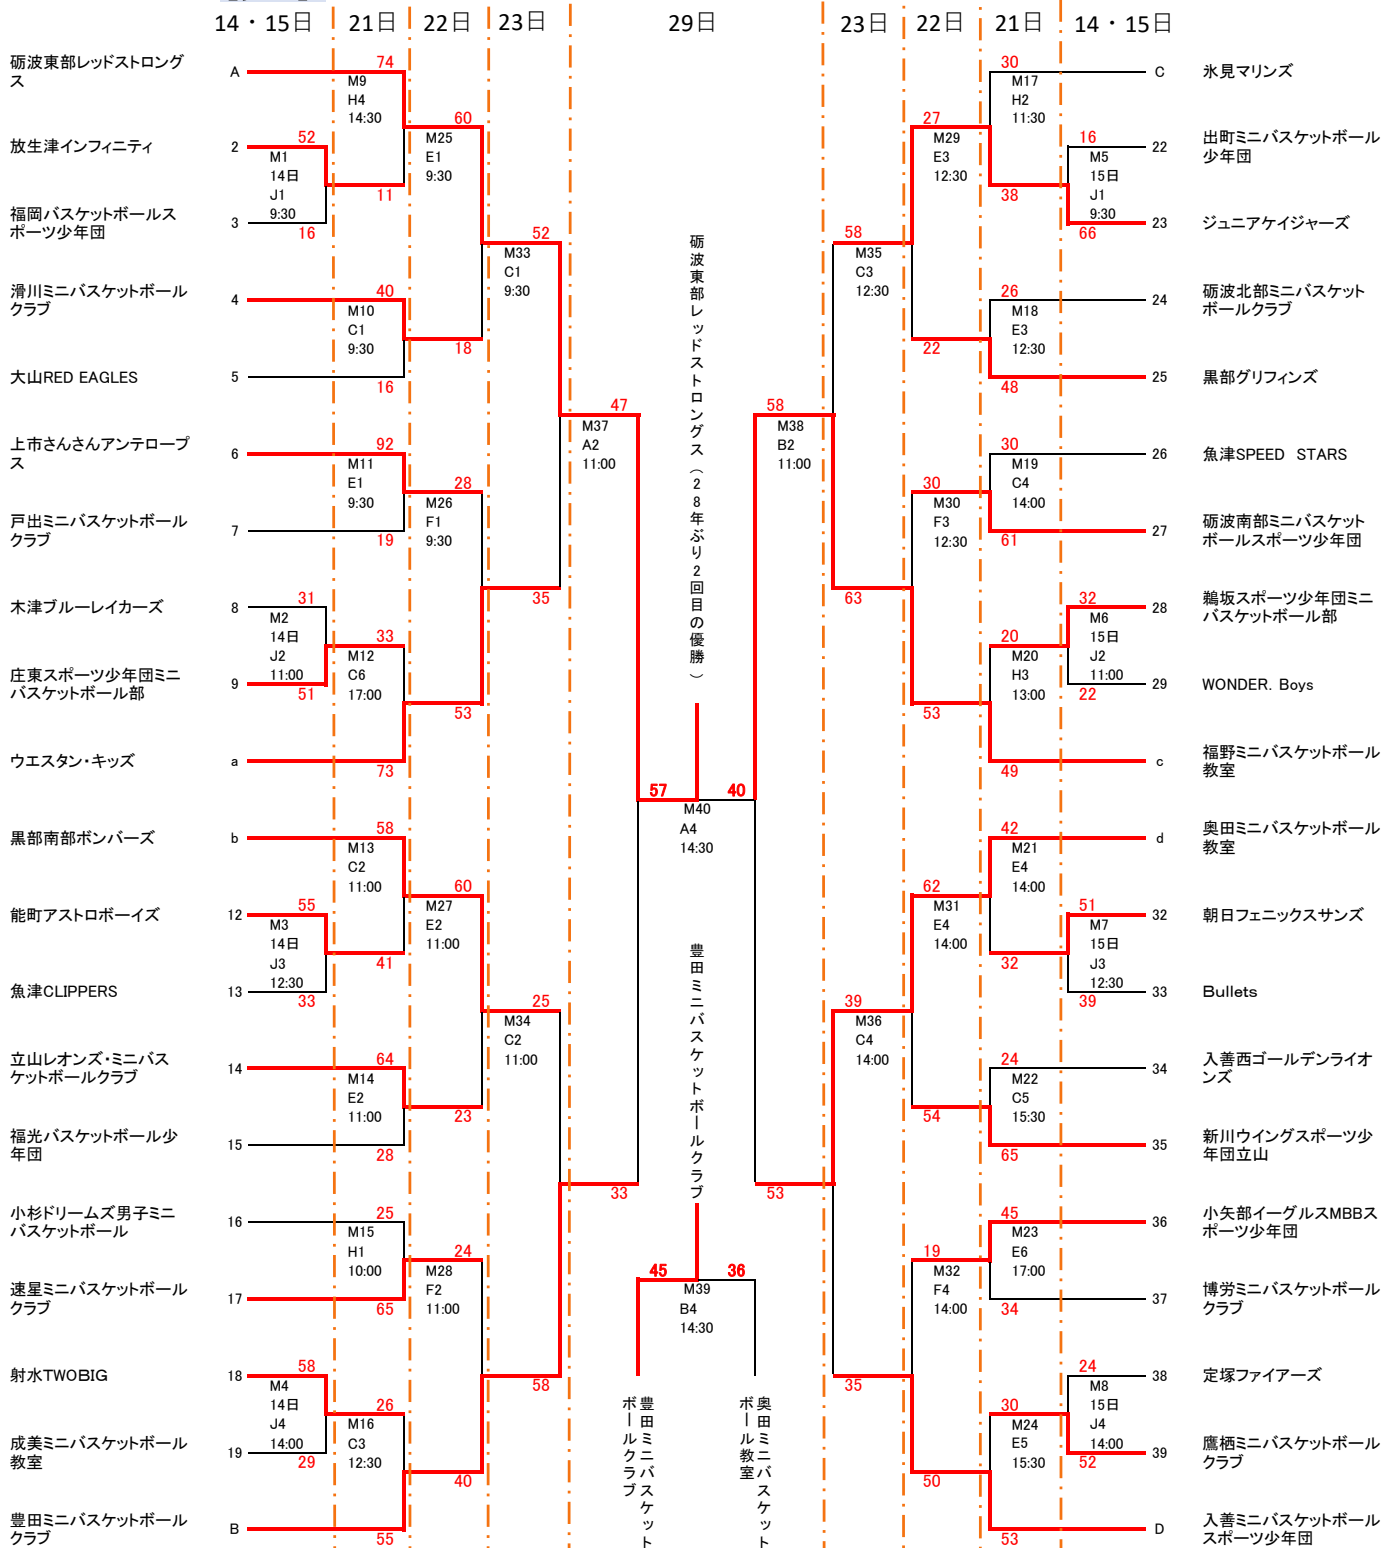 14・15日
21日
22日
23日
29日
23日
22日
21日
14・15日
砺波東部レッドストロング
ス
A
放生津インフィニティ
2
福岡バスケットボールス
ポーツ少年団
3
滑川ミニバスケットボール
クラブ
4
大山RED EAGLES
5
上市さんさんアンテロープ
ス
6
戸出ミニバスケットボール
クラブ
7
木津ブルーレイカーズ
8
庄東スポーツ少年団ミニ
バスケットボール部
9
ウエスタン・キッズ
a
黒部南部ボンバーズ
b
能町アストロボーイズ
12
魚津CLIPPERS
13
立山レオンズ・ミニバス
ケットボールクラブ
14
福光バスケットボール少
年団
15
小杉ドリームズ男子ミニ
バスケットボール
16
速星ミニバスケットボール
クラブ
17
射水TWOBIG
18
成美ミニバスケットボール
教室
19
豊田ミニバスケットボール
クラブ
B
52
M1
14日
J1
9:30
16
31
M2
14日
J2
11:00
51
55
M3
14日
J3
12:30
33
58
M4
14日
J4
14:00
29
74
M9
H4
14:30
11
40
M10
C1
9:30
16
92
M11
E1
9:30
19
33
M12
C6
17:00
73
58
M13
C2
11:00
41
64
M14
E2
11:00
28
25
M15
H1
10:00
65
26
M16
C3
12:30
55
60
M25
E1
9:30
18
28
M26
F1
9:30
53
60
M27
E2
11:00
23
24
M28
F2
11:00
40
52
M33
C1
9:30
35
25
M34
C2
11:00
58
47
M37
A2
11:00
33
砺波東部レッドストロングス(28年ぶり2回目の優勝)
57
40
M40
A4
14:30
豊田ミニバスケットボールクラブ
45
36
M39
B4
14:30
豊田ミニバスケット
ボールクラブ
奥田ミニバスケット
ボール教室
58
M38
B2
11:00
53
58
M35
C3
12:30
63
39
M36
C4
14:00
35
27
M29
E3
12:30
22
30
M30
F3
12:30
53
62
M31
E4
14:00
54
19
M32
F4
14:00
50
30
M17
H2
11:30
38
26
M18
E3
12:30
48
30
M19
C4
14:00
61
20
M20
H3
13:00
49
42
M21
E4
14:00
32
24
M22
C5
15:30
65
45
M23
E6
17:00
34
30
M24
E5
15:30
53
16
M5
15日
J1
9:30
66
32
M6
15日
J2
11:00
22
51
M7
15日
J3
12:30
39
24
M8
15日
J4
14:00
52
C
氷見マリンズ
22
出町ミニバスケットボール
少年団
23
ジュニアケイジャーズ
24
砺波北部ミニバスケット
ボールクラブ
25
黒部グリフィンズ
26
魚津SPEED STARS
27
砺波南部ミニバスケット
ボールスポーツ少年団
28
鵜坂スポーツ少年団ミニ
バスケットボール部
29
WONDER. Boys
c
福野ミニバスケットボール
教室
d
奥田ミニバスケットボール
教室
32
朝日フェニックスサンズ
33
Bullets
34
入善西ゴールデンライオ
ンズ
35
新川ウイングスポーツ少
年団立山
36
小矢部イーグルスMBBス
ポーツ少年団
37
博労ミニバスケットボール
クラブ
38
定塚ファイアーズ
39
鷹栖ミニバスケットボール
クラブ
D
入善ミニバスケットボール
スポーツ少年団